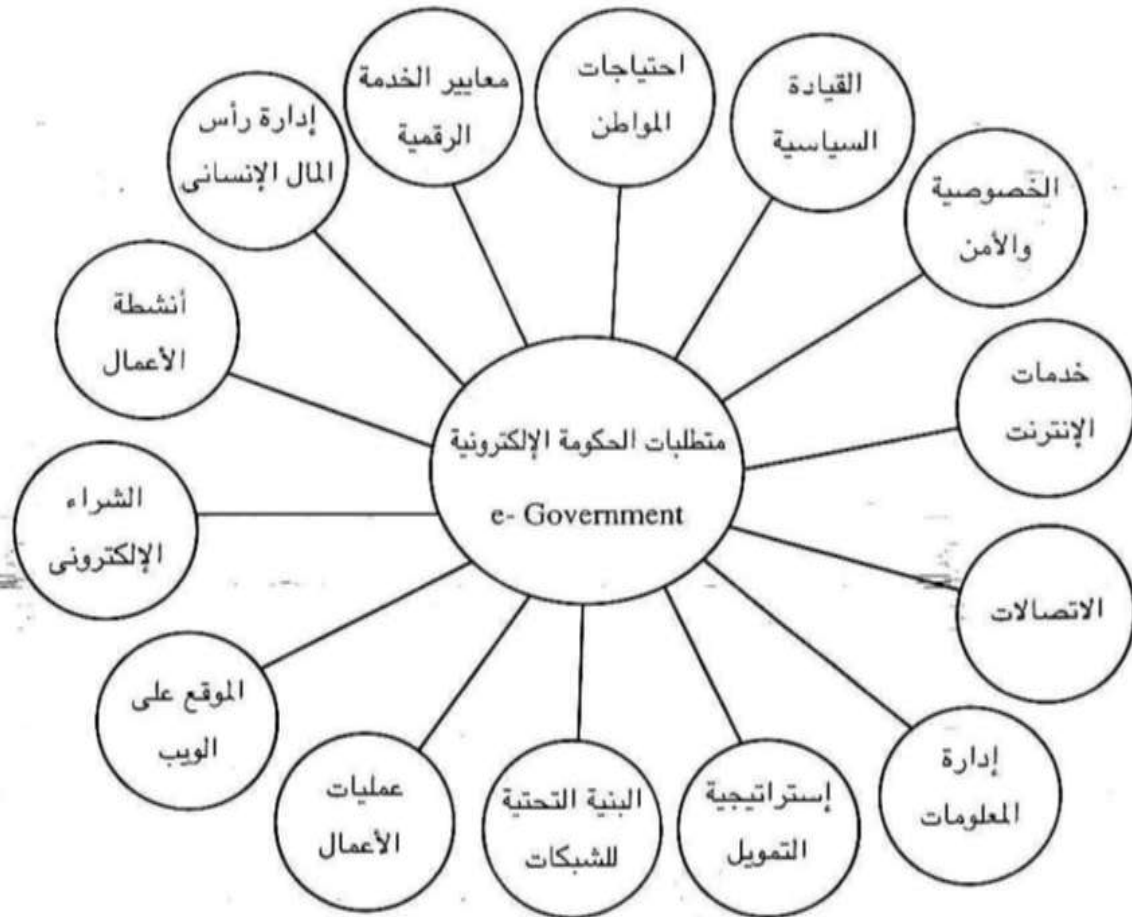 احتياجات
المواطن
القيادة
السياسية
الخصوصية
والأمن
خدمات
الإنترنت
الاتصالات
إدارة
المعلومات
إستراتيجية
التمويل
البنية التحتية
للشبكات
عمليات
الأعمال
الموقع على
الويب
الشراء
الإلكترونى
أنشطة
الأعمال
إدارة رأس
المال الإنسانى
معايير الخدمة
الرقمية
متطلبات الحكومة الإلكترونية
e- Government